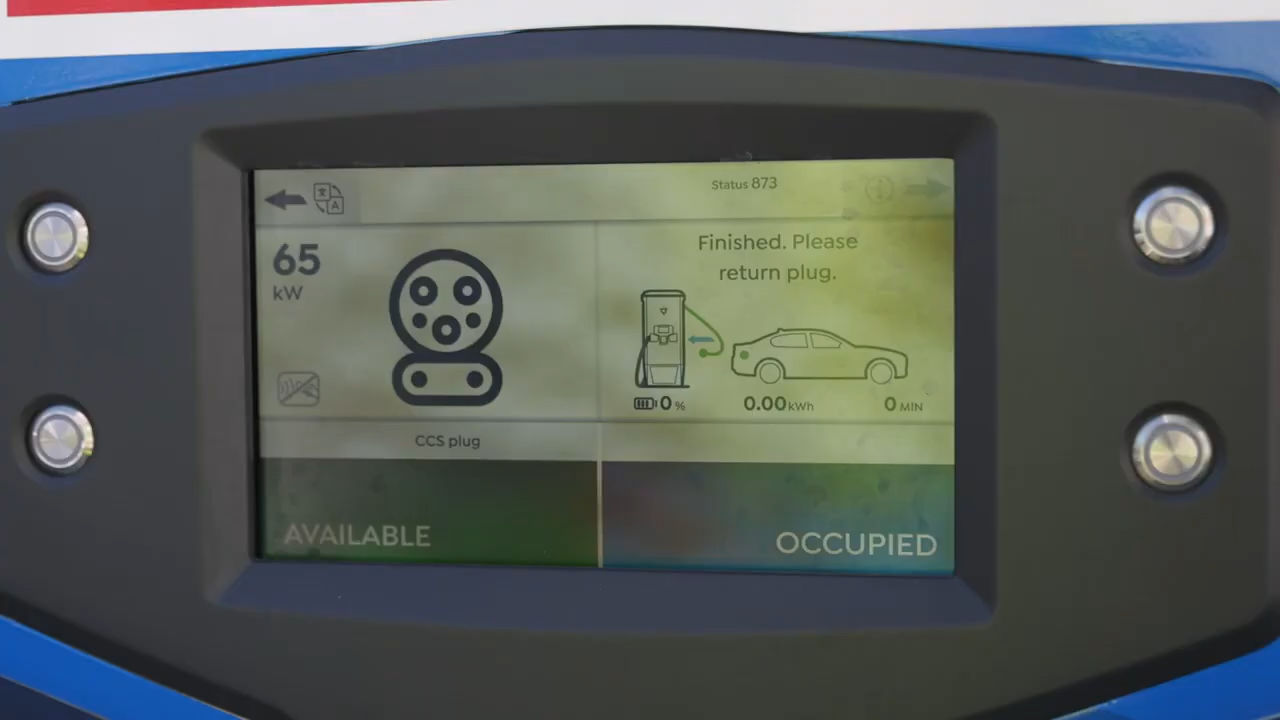 Status 873
65
kW
Finished. Please
return plug.
0 %
0.00 kWh
0 MIN
CCS plug
AVAILABLE
OCCUPIED